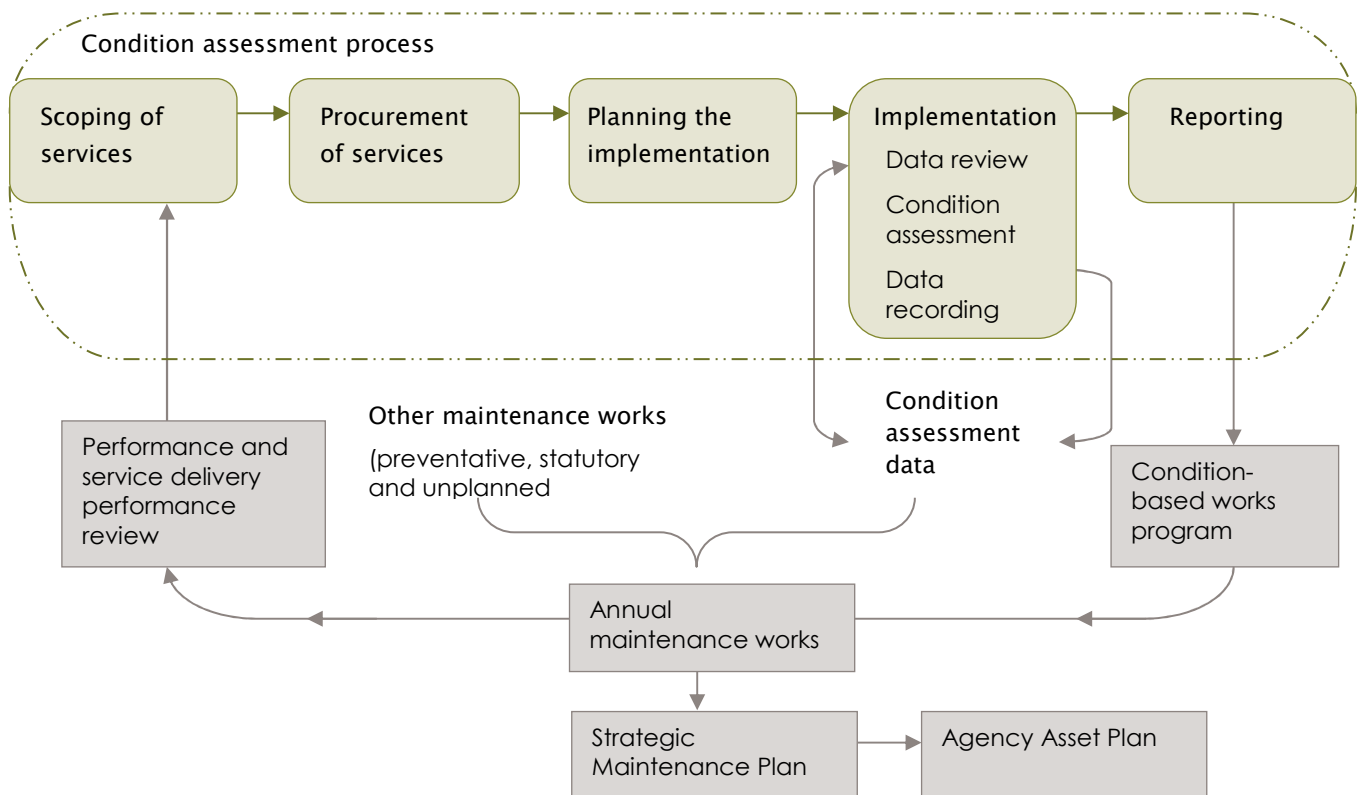 Condition assessment process
Scoping of
services
Procurement
of services
Planning the
implementation
Implementation
Data review
Condition
assessment
Data
recording
Reporting
Performance and
service delivery
performance
review
Other maintenance works
(preventative, statutory
and unplanned
Condition
assessment
data
Condition-
based works
program
Annual
maintenance works
Strategic
Maintenance Plan
Agency Asset Plan